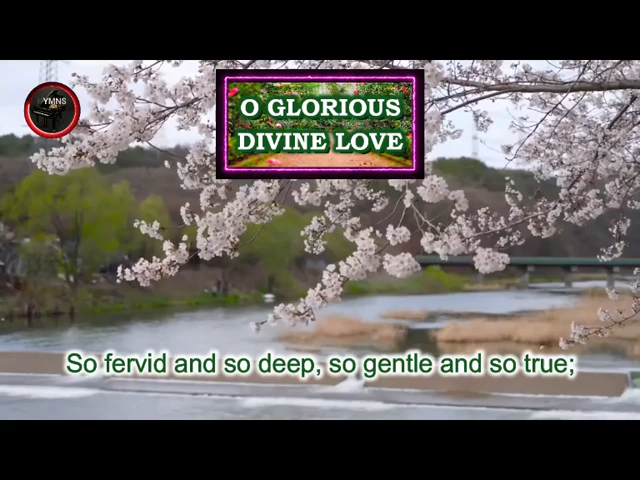 YMNS
O GLORIOUS
DIVINE LOVE
So fervid and so deep, so gentle and so true;